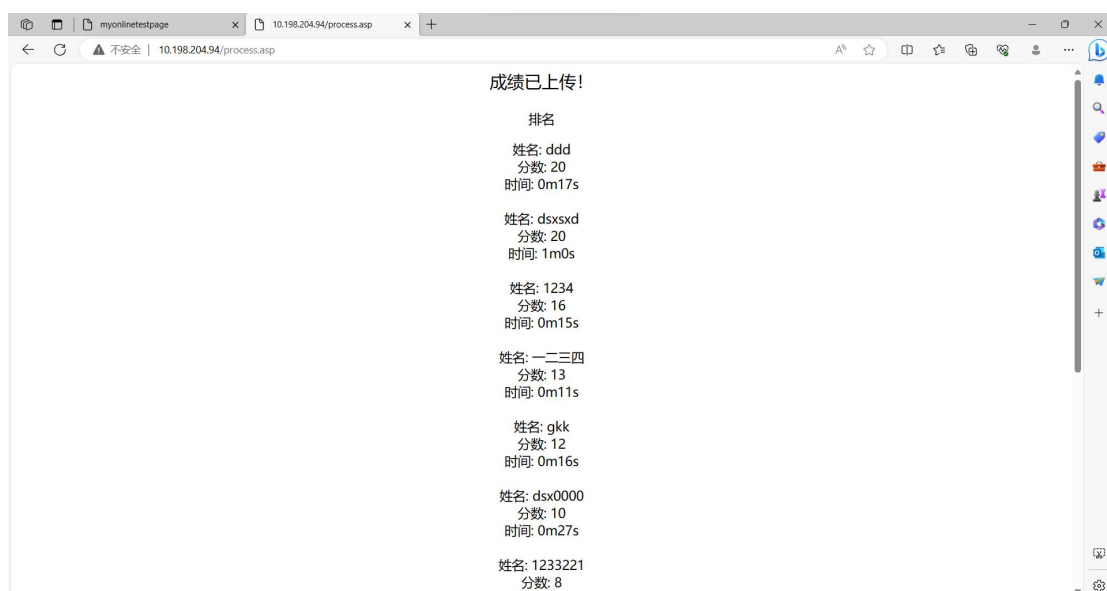 myonlinetestpage
10.198.204.94/process.asp
不安全 | 10.198.204.94/process.asp
成绩已上传!
排名
姓名: ddd
分数: 20
时间: 0m17s
姓名: dsxsxd
分数: 20
时间: 1m0s
姓名: 1234
分数: 16
时间: 0m15s
姓名: 一二三四
分数: 13
时间: 0m11s
姓名: gkk
分数: 12
时间: 0m16s
姓名: dsx0000
分数: 10
时间: 0m27s
姓名: 1233221
分数: 8